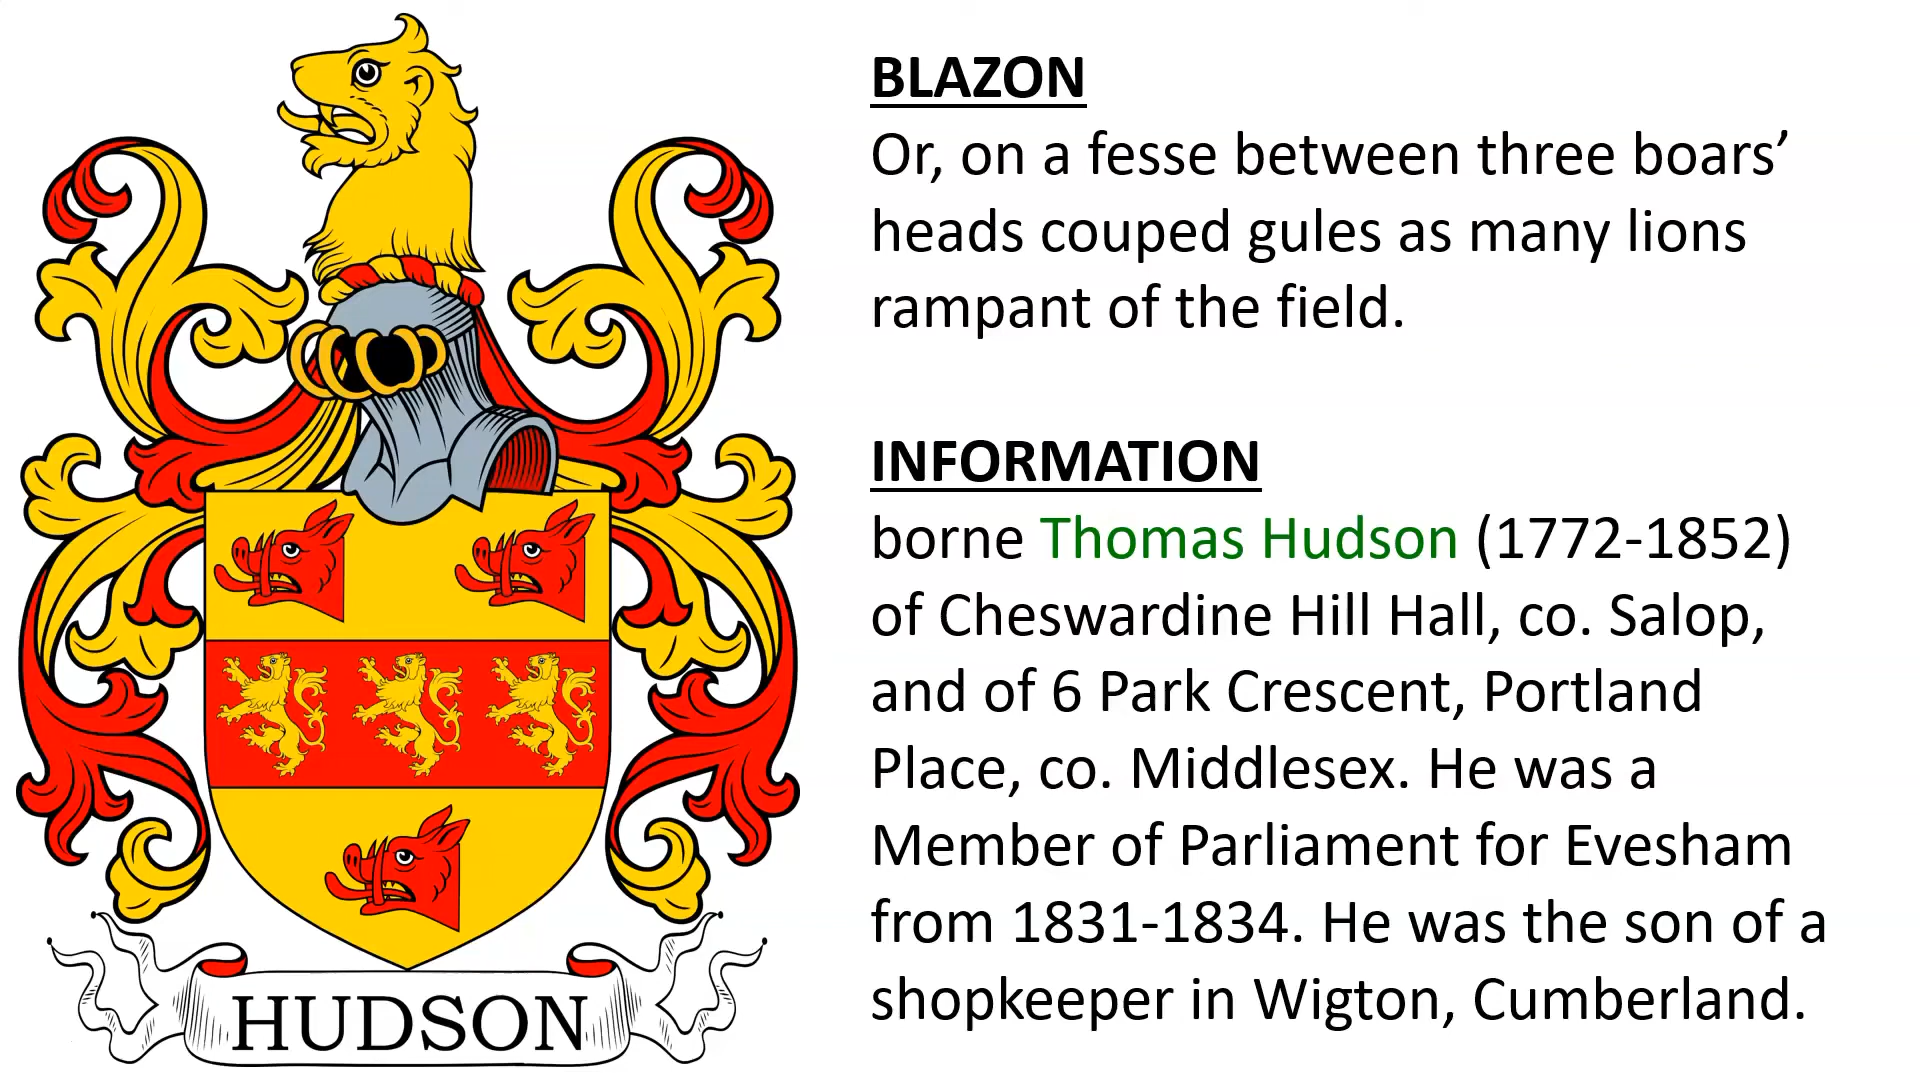 BLAZON
Or, on a fesse between three boars’
heads couped gules as many lions
rampant of the field.
INFORMATION
borne Thomas Hudson (1772-1852)
of Cheswardine Hill Hall, co. Salop,
and of 6 Park Crescent, Portland
Place, co. Middlesex. He was a
Member of Parliament for Evesham
from 1831-1834. He was the son of a
shopkeeper in Wigton, Cumberland.
HUDSON